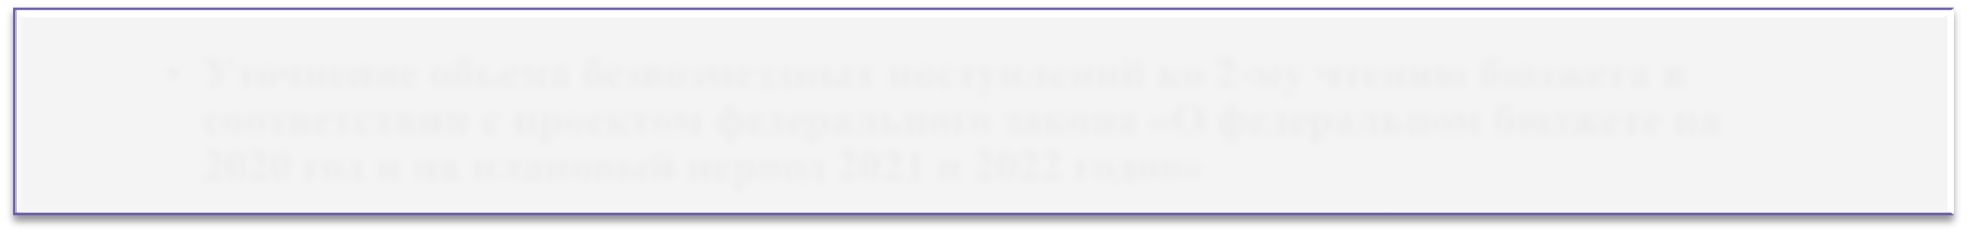 • Уточнение объема безвозмездных поступлений ко 2-му чтению бюджета в
соответствии с проектом федерального закона «О федеральном бюджете на
2020 год и на плановый период 2021 и 2022 годов»